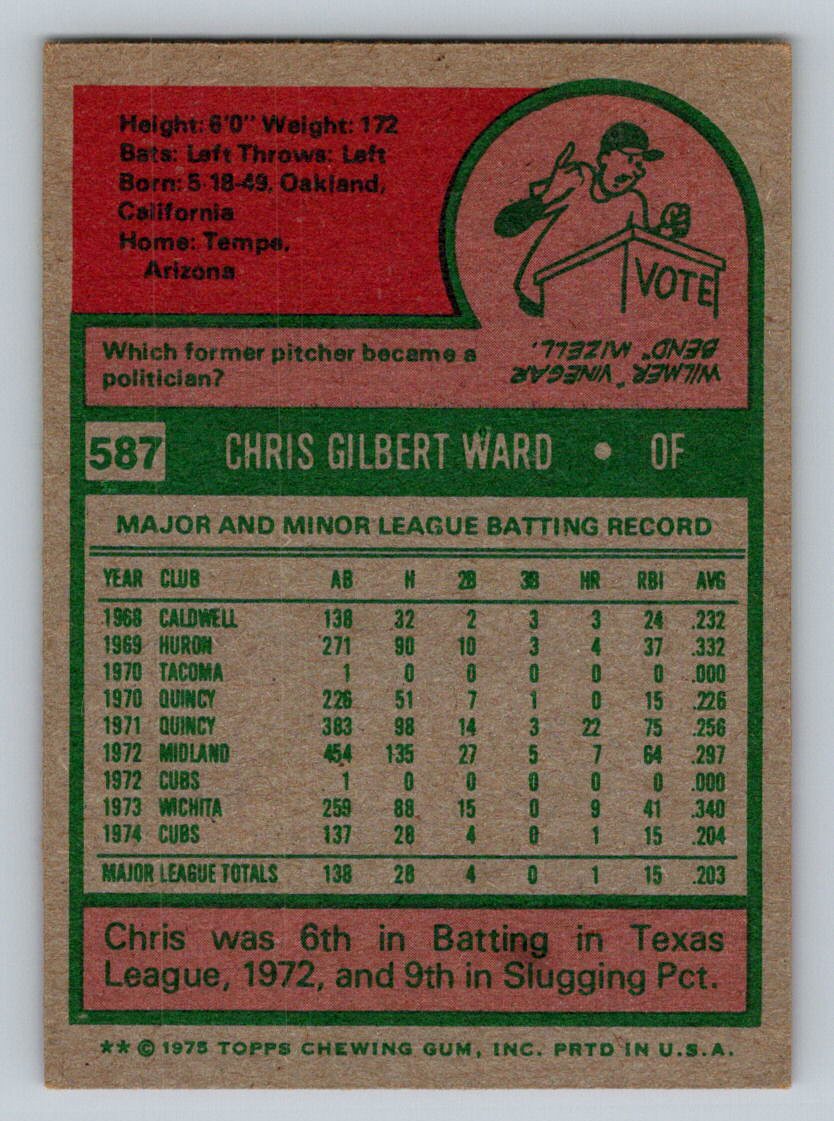 Height: 6'0" Weight: 172
Bats: Left Throws: Left
Born: 5-18-49, Oakland,
California
Home: Tempe,
Arizona
VOTE
Which former pitcher became a
politician?
WILMER "VINEGAR
BEND" MIZELL.
587 CHRIS GILBERT WARD • OF
MAJOR AND MINOR LEAGUE BATTING RECORD
YEAR CLUB AB H 2B 3B HR RBI AVG
1968 CALDWELL 138 32 2 3 3 24 .232
1969 HURON 271 90 10 3 4 37 .332
1970 TACOMA 1 0 0 0 0 0 .000
1970 QUINCY 226 51 7 1 0 15 .226
1971 QUINCY 383 98 14 3 22 75 .256
1972 MIDLAND 454 135 27 5 7 64 .297
1972 CUBS 1 0 0 0 0 0 .000
1973 WICHITA 259 88 15 0 9 41 .340
1974 CUBS 137 28 4 0 1 15 .204
MAJOR LEAGUE TOTALS 138 28 4 0 1 15 .203
Chris was 6th in Batting in Texas
League, 1972, and 9th in Slugging Pct.
** © 1975 TOPPS CHEWING GUM, INC. PRTD IN U.S.A.